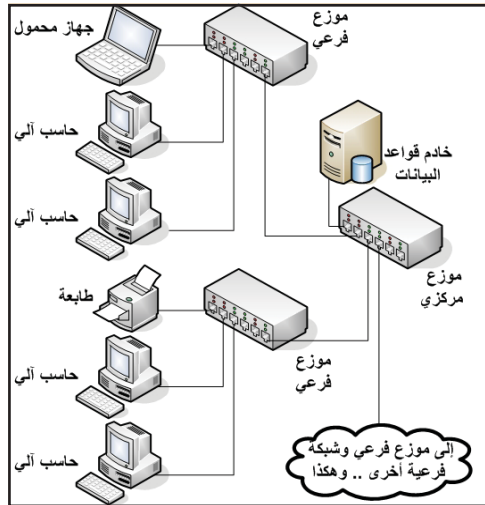 موزع
فرعي
جهاز محمول
حاسب آلي
خادم قواعد
البيانات
حاسب آلي
موزع
مركزي
طابعة
موزع
فرعي
حاسب آلي
حاسب آلي
إلى موزع فرعي وشبكة
فرعية أخرى .. وهكذا